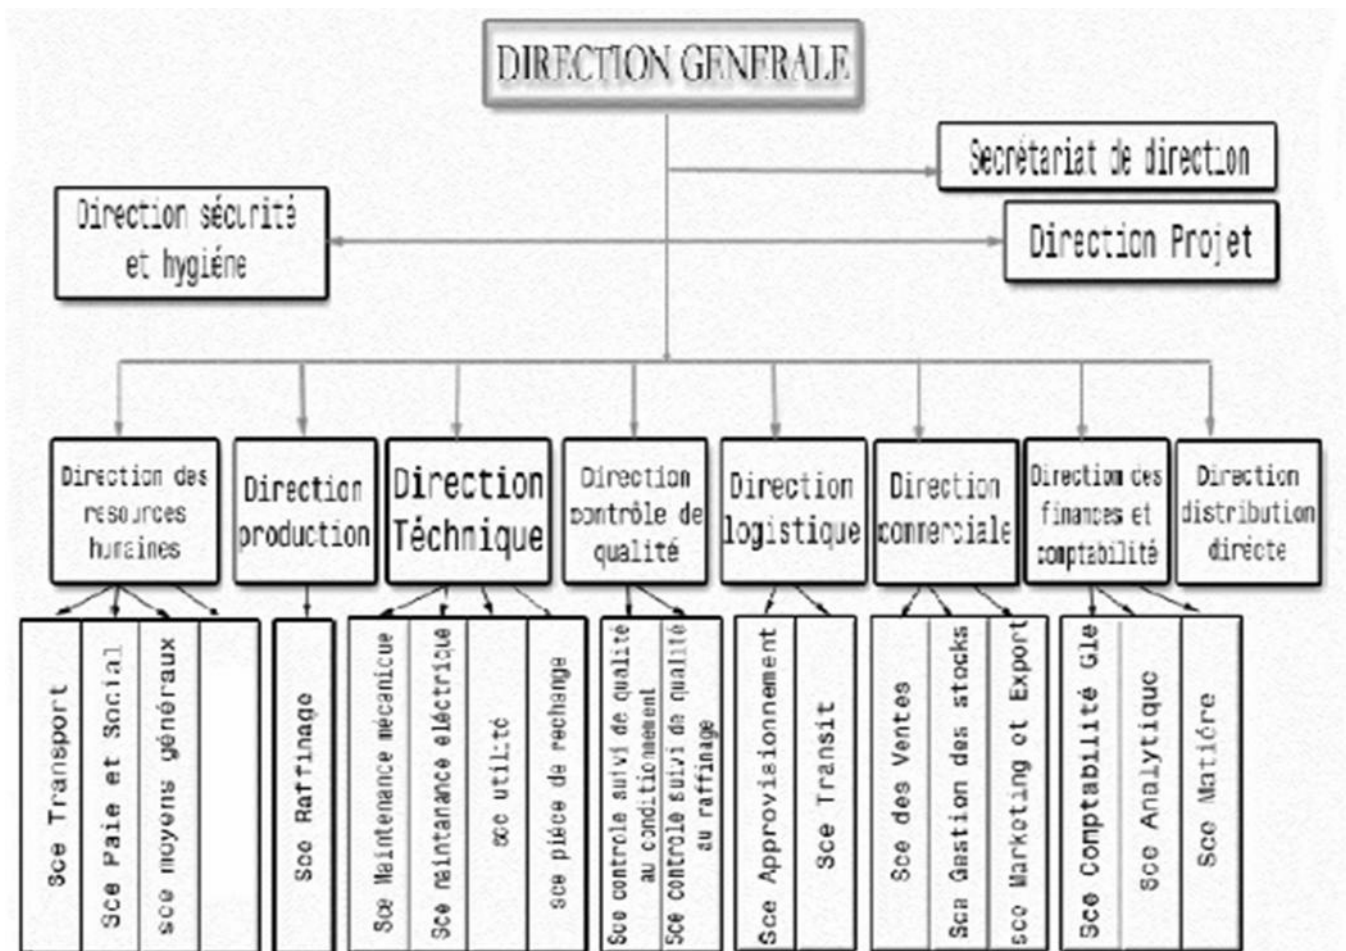 DIRECTION GENERALE
Secrétariat de direction
Direction sécurité
et hygiéne
Direction Projet
Direction des
resources
humaines
Direction
production
Direction
Téchnique
Direction
contrôle de
qualité
Direction
logistique
Direction
commerciale
Direction des
finances et
comptabilité
Direction
distribution
dirécte
Sce Transport
Sce Paie et Social
sce moyens généraux
Sce Raffinage
Sce Maintenance mécanique
Sce maintanance eléctrique
sce utilité
sce piéce de rechange
Sce controle suivi de qualité
au conditionnement
Sce controle suivi de qualité
au raffinage
Sce Approvisionnement
Sce Transit
Sce des Ventes
Sce Gestion des stocks
sce Marketing et Export
Sce Comptabilité Gle
sce Analytique
Sce Matiére